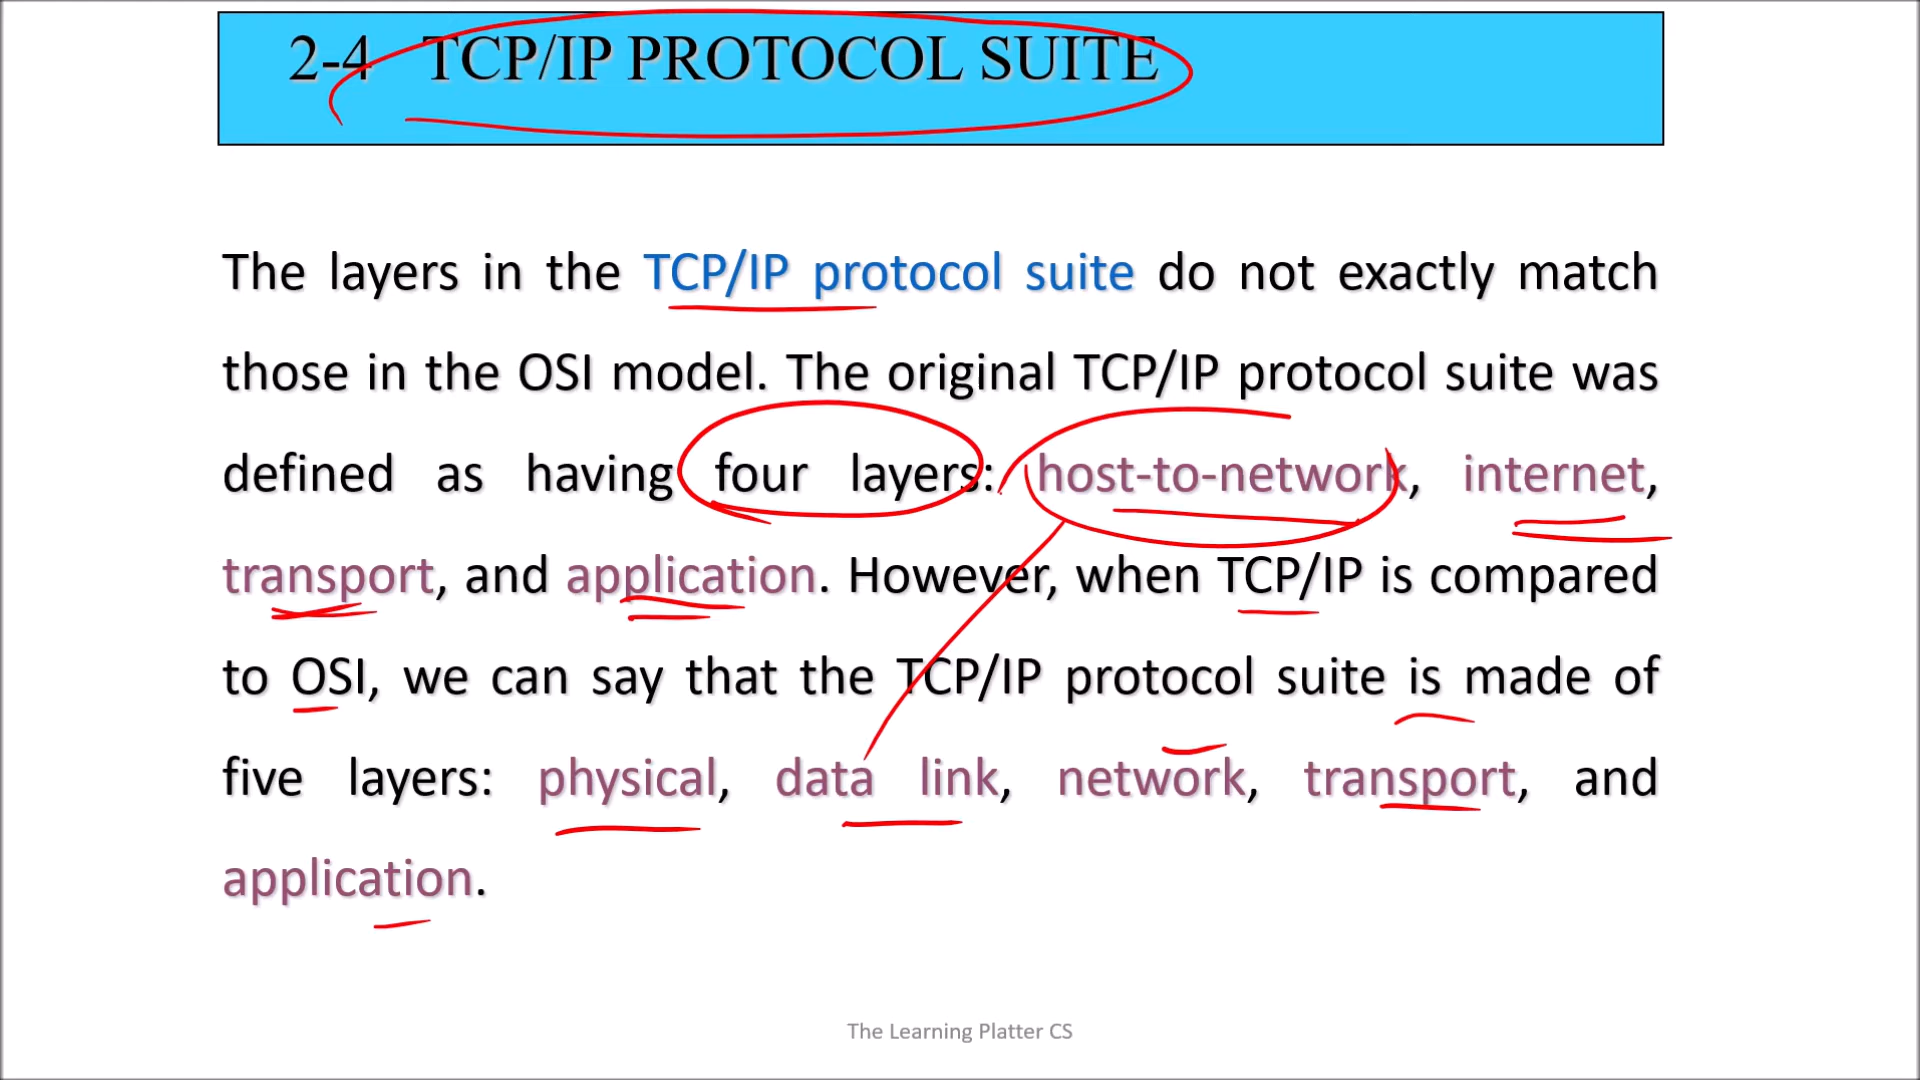 2-4 TCP/IP PROTOCOL SUITE
The layers in the TCP/IP protocol suite do not exactly match
those in the OSI model. The original TCP/IP protocol suite was
defined as having four layers: host-to-network, internet,
transport, and application. However, when TCP/IP is compared
to OSI, we can say that the TCP/IP protocol suite is made of
five layers: physical, data link, network, transport, and
application.
The Learning Platter CS